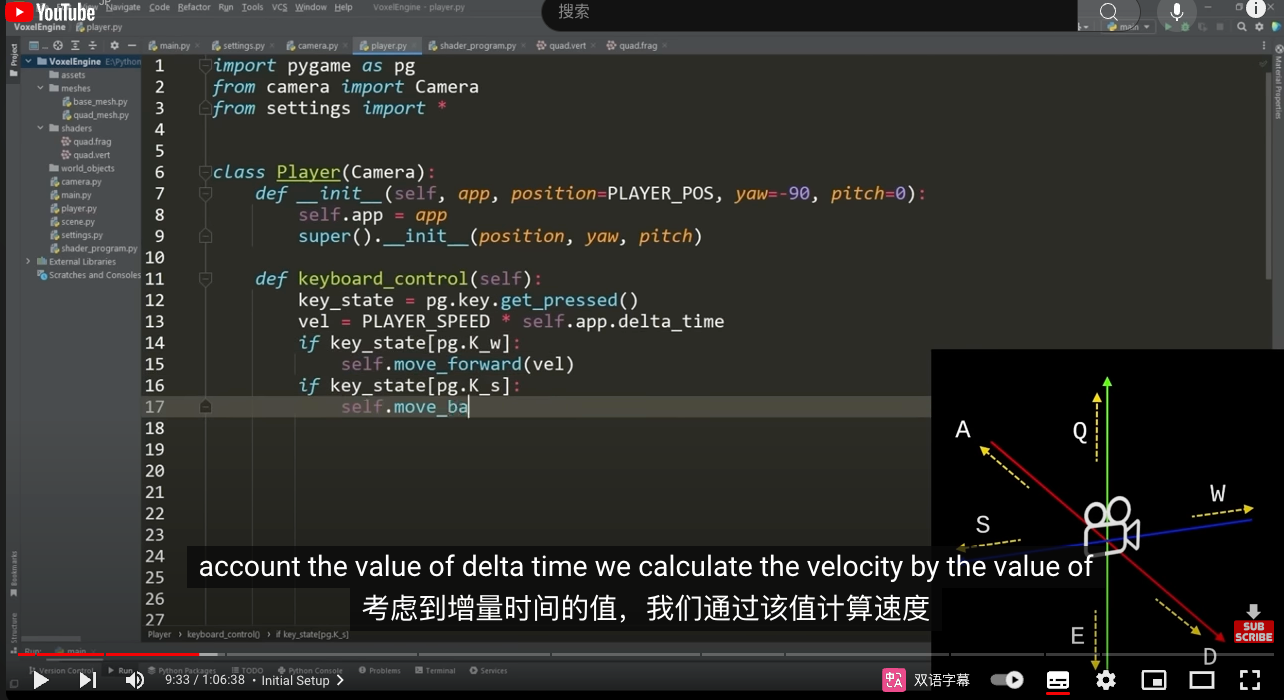 YouTube JP
Navigate Code Refactor Run Tools VCS Window Help VoxelEngine - player.py
搜索
VoxelEngine player.py
main
main.py settings.py camera.py player.py shader_program.py quad.vert quad.frag
Project
VoxelEngine E:\Python
assets
meshes
base_mesh.py
quad_mesh.py
shaders
quad.frag
quad.vert
world_objects
camera.py
main.py
player.py
scene.py
settings.py
shader_program.py
External Libraries
Scratches and Consoles
Material Properties
1 import pygame as pg
2 from camera import Camera
3 from settings import *
4
5
6 class Player(Camera):
7 def __init__(self, app, position=PLAYER_POS, yaw=-90, pitch=0):
8 self.app = app
9 super().__init__(position, yaw, pitch)
10
11 def keyboard_control(self):
12 key_state = pg.key.get_pressed()
13 vel = PLAYER_SPEED * self.app.delta_time
14 if key_state[pg.K_w]:
15 self.move_forward(vel)
16 if key_state[pg.K_s]:
17 self.move_ba
18
19
20
21
22
23
24
25
26
27
A
Q
W
S
E
D
account the value of delta time we calculate the velocity by the value of
考虑到增量时间的值，我们通过该值计算速度
SUB
SCRIBE
Bookmarks
Structure
Player keyboard_control() if key_state[pg.K_s]
Run: main
Version Control Run Python Packages TODO Python Console Problems Terminal Services
9:33 / 1:06:38 • Initial Setup
双语字幕